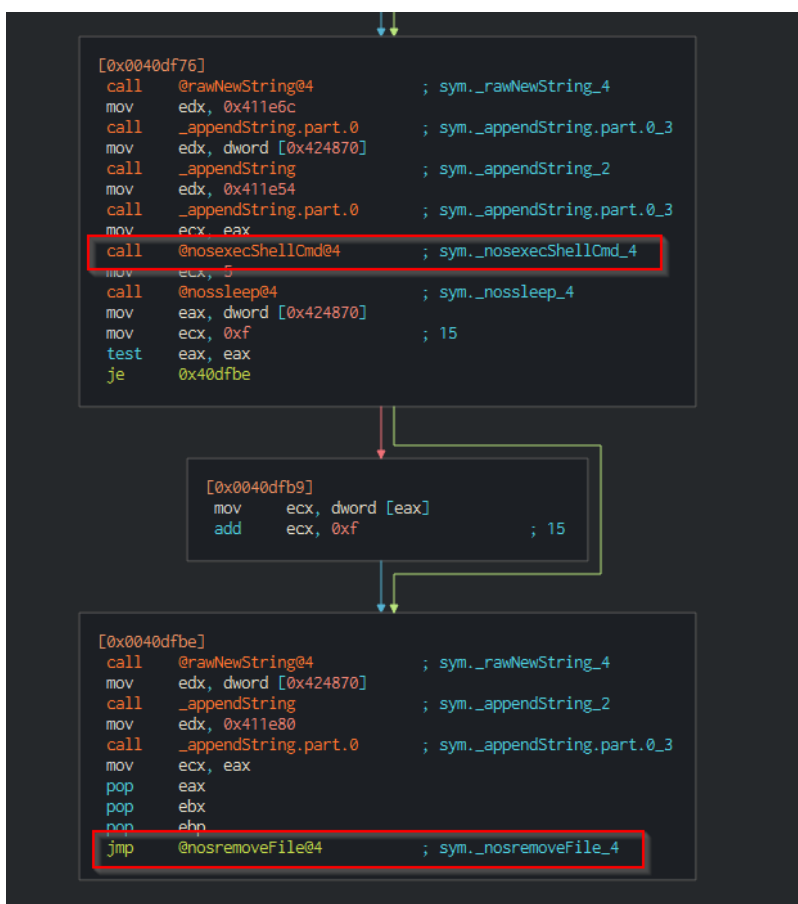 [0x0040df76]
call @rawNewString@4 ; sym._rawNewString_4
mov edx, 0x411e6c
call _appendString.part.0 ; sym._appendString.part.0_3
mov edx, dword [0x424870]
call _appendString ; sym._appendString_2
mov edx, 0x411e54
call _appendString.part.0 ; sym._appendString.part.0_3
mov ecx, eax
call @nosexecShellCmd@4 ; sym._nosexecShellCmd_4
mov ecx, 5
call @nossleep@4 ; sym._nossleep_4
mov eax, dword [0x424870]
mov ecx, 0xf ; 15
test eax, eax
je 0x40dfbe
[0x0040dfb9]
mov ecx, dword [eax]
add ecx, 0xf ; 15
[0x0040dfbe]
call @rawNewString@4 ; sym._rawNewString_4
mov edx, dword [0x424870]
call _appendString ; sym._appendString_2
mov edx, 0x411e80
call _appendString.part.0 ; sym._appendString.part.0_3
mov ecx, eax
pop eax
pop ebx
pop ebp
jmp @nosremoveFile@4 ; sym._nosremoveFile_4